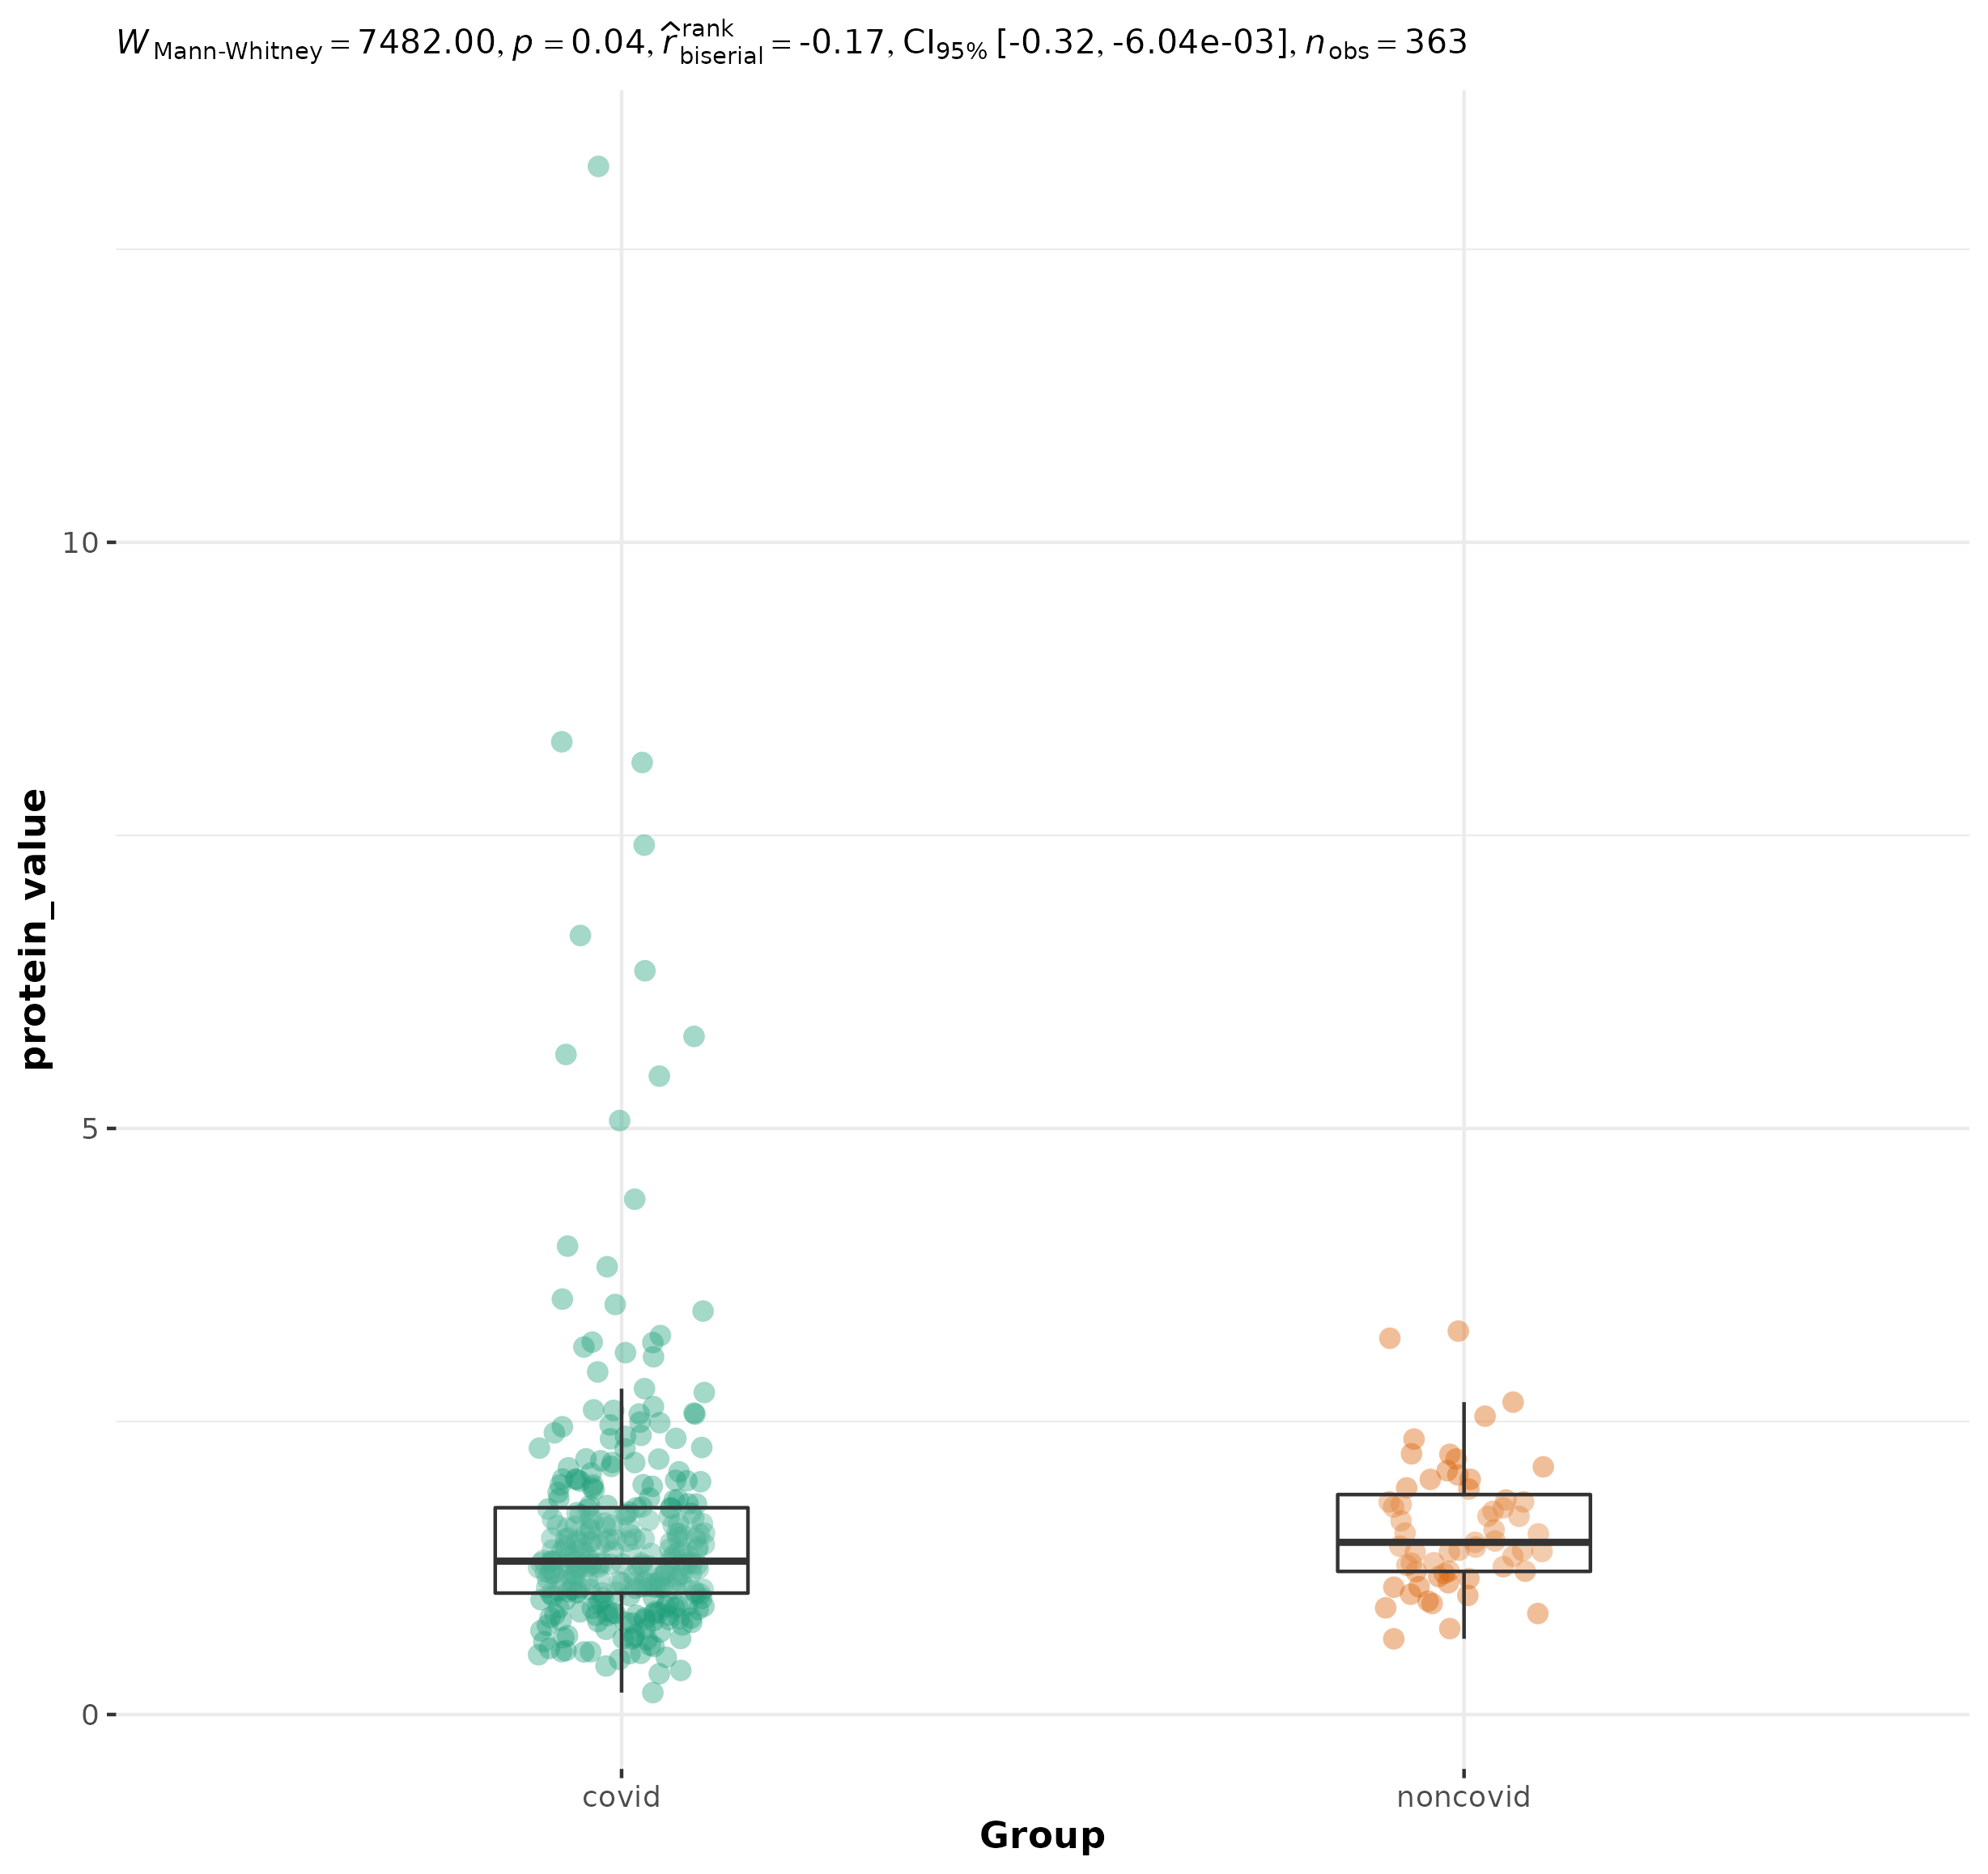 W Mann-Whitney = 7482.00, p = 0.04, r̂ rank biserial = -0.17, CI95% [-0.32, -6.04e-03], nobs = 363
10
5
0
protein_value
covid noncovid
Group